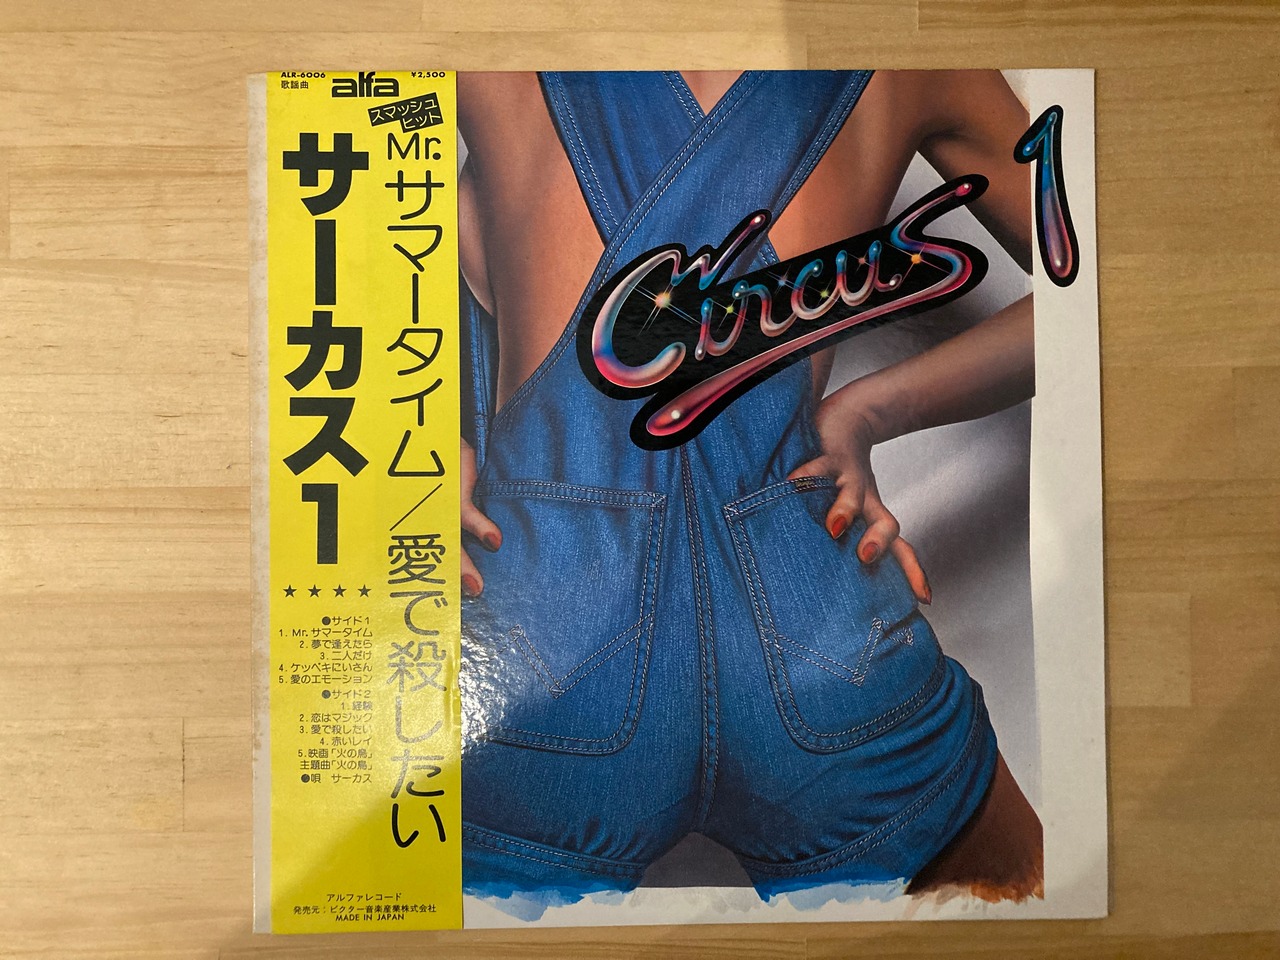 ALR-6006
歌謡曲
alfa
¥2,500
スマッシュ
ヒット
Mr.サマータイム/愛で殺したい
サーカス1
★★★★
●サイド1
1. Mr. サマータイム
2. 夢で逢えたら
3. 二人だけ
4. ケッペキにいさん
5. 愛のエモーション
●サイド2
1. 経験
2. 恋はマジック
3. 愛で殺したい
4. 赤いレイ
5. 映画「火の鳥」
主題曲「火の鳥」
●唄 サーカス
アルファレコード
発売元:ビクター音楽産業株式会社
MADE IN JAPAN
Circus 1